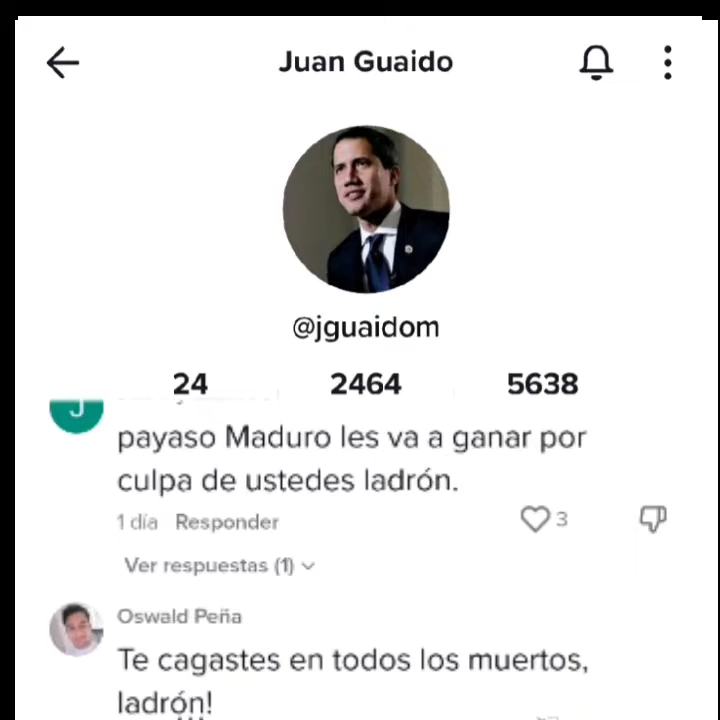 Juan Guaido
@jguaidom
24 2464 5638
J
payaso Maduro les va a ganar por
culpa de ustedes ladrón.
1 día Responder 3
Ver respuestas (1)
Oswald Peña
Te cagastes en todos los muertos,
ladrón!